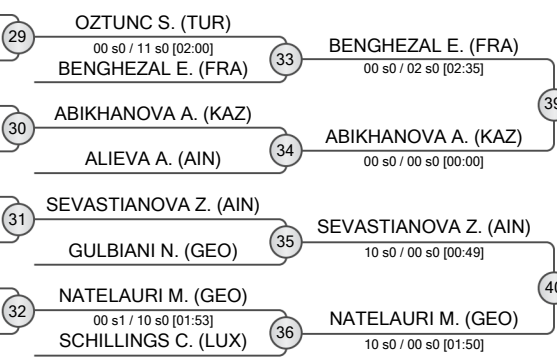 29
OZTUNC S. (TUR)
00 s0 / 11 s0 [02:00]
BENGHEZAL E. (FRA)
33
BENGHEZAL E. (FRA)
00 s0 / 02 s0 [02:35]
39
30
ABIKHANOVA A. (KAZ)
ALIEVA A. (AIN)
34
ABIKHANOVA A. (KAZ)
00 s0 / 00 s0 [00:00]
31
SEVASTIANOVA Z. (AIN)
GULBIANI N. (GEO)
35
SEVASTIANOVA Z. (AIN)
10 s0 / 00 s0 [00:49]
40
32
NATELAURI M. (GEO)
00 s1 / 10 s0 [01:53]
SCHILLINGS C. (LUX)
36
NATELAURI M. (GEO)
10 s0 / 00 s0 [01:50]